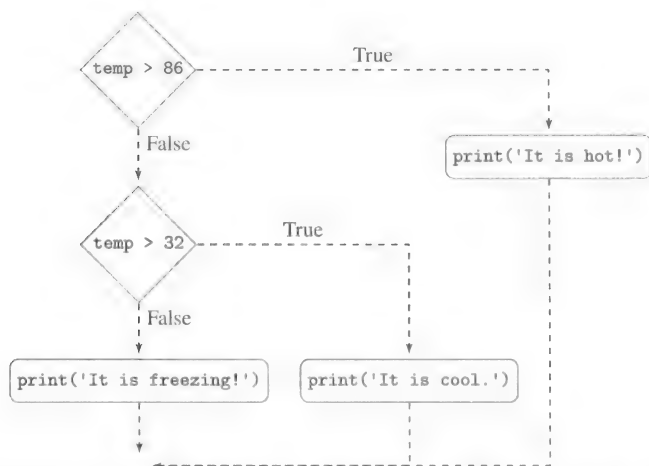 True
temp > 86
False
print('It is hot!')
True
temp > 32
False
print('It is freezing!')
print('It is cool.')